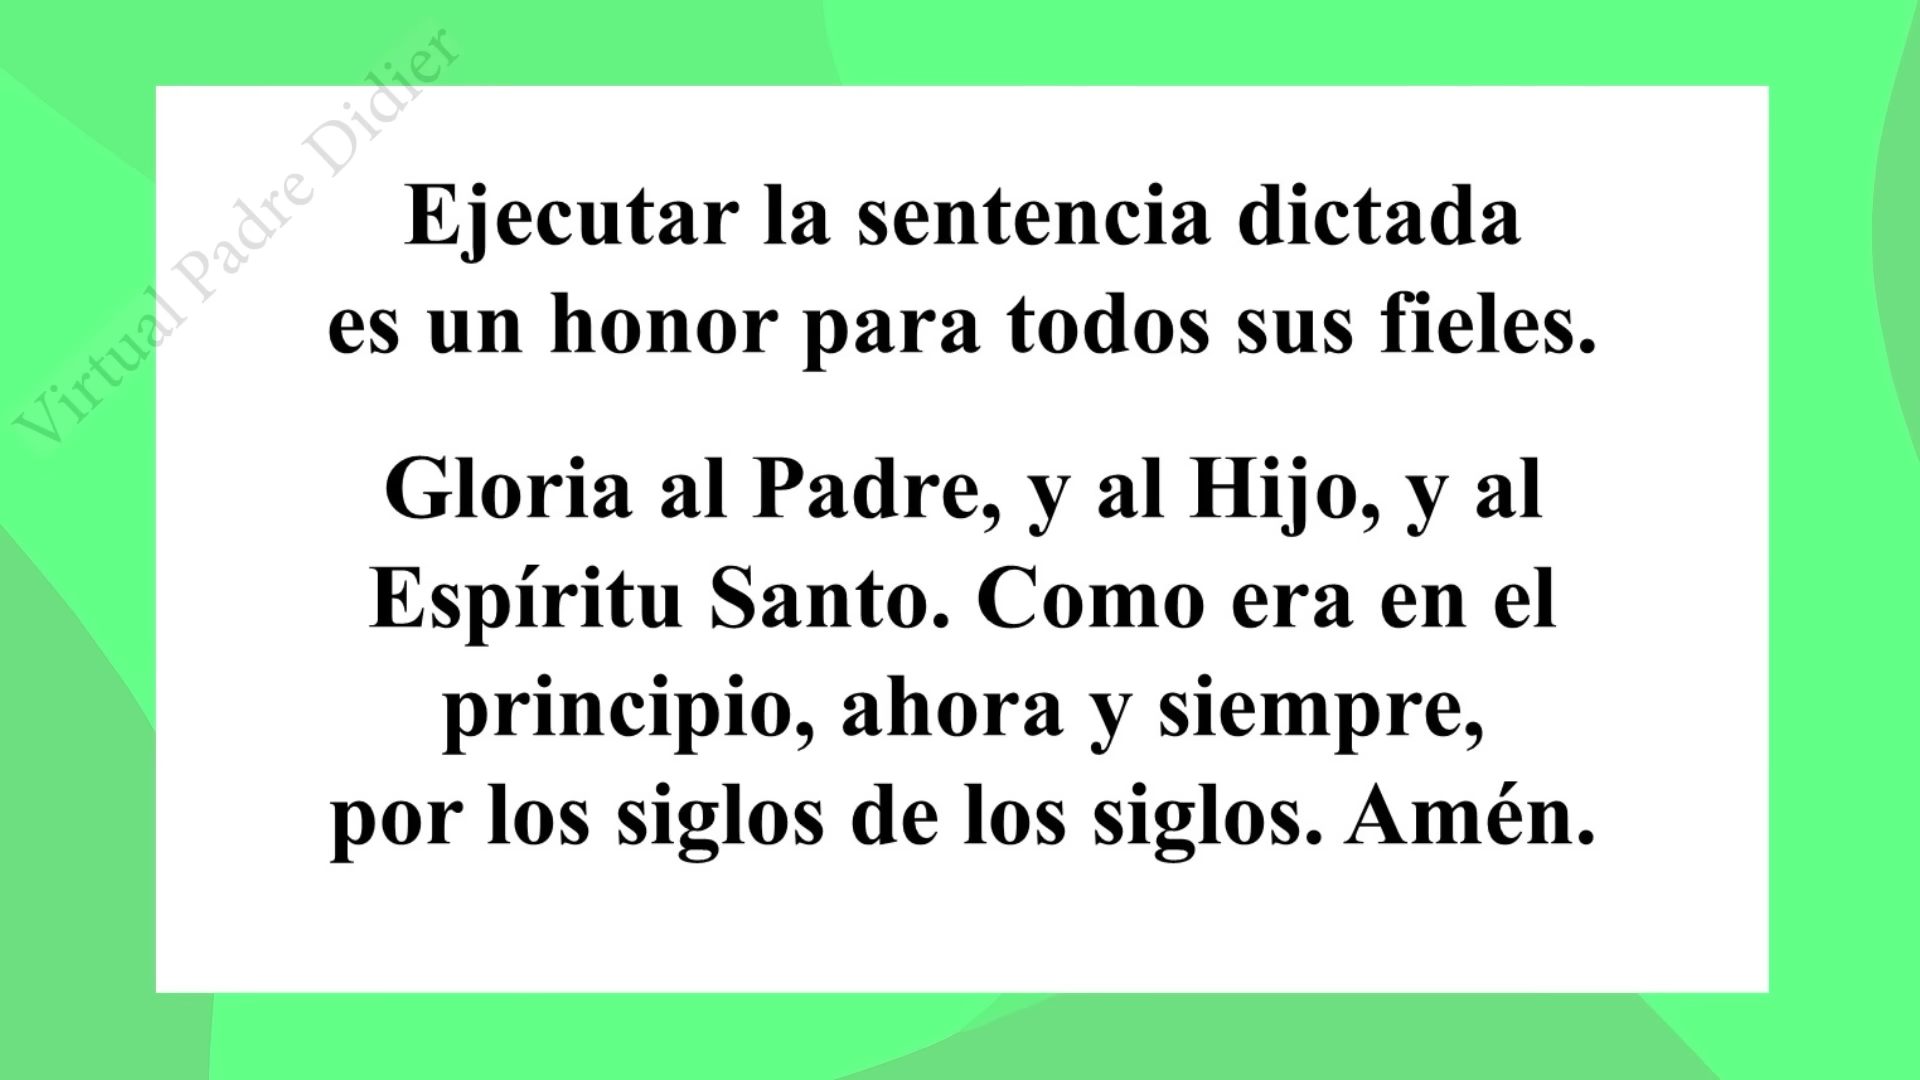 Virtual Padre Didier
Ejecutar la sentencia dictada
es un honor para todos sus fieles.
Gloria al Padre, y al Hijo, y al
Espíritu Santo. Como era en el
principio, ahora y siempre,
por los siglos de los siglos. Amén.